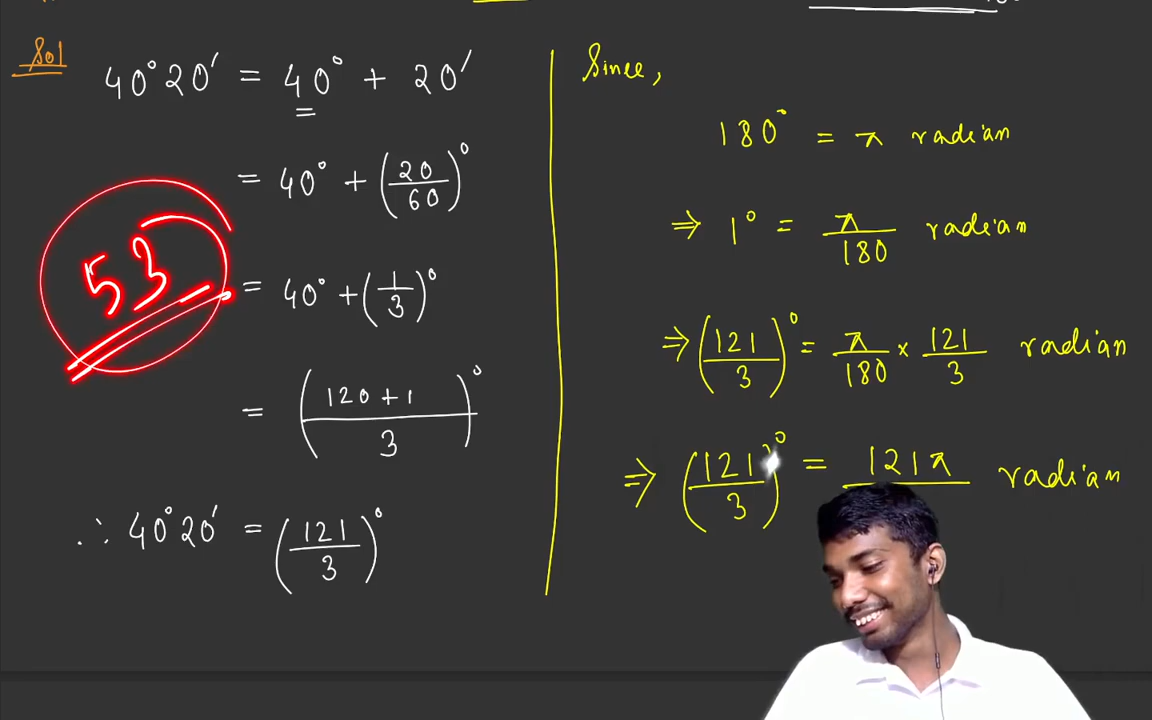 Sol
40°20′ = 40° + 20′
= 40° + (20/60)°
53
= 40° + (1/3)°
= (120+1/3)°
∴ 40°20′ = (121/3)°
Since,
180° = π radian
⇒ 1° = π/180 radian
⇒ (121/3)° = π/180 × 121/3 radian
⇒ (121/3)° = 121π radian